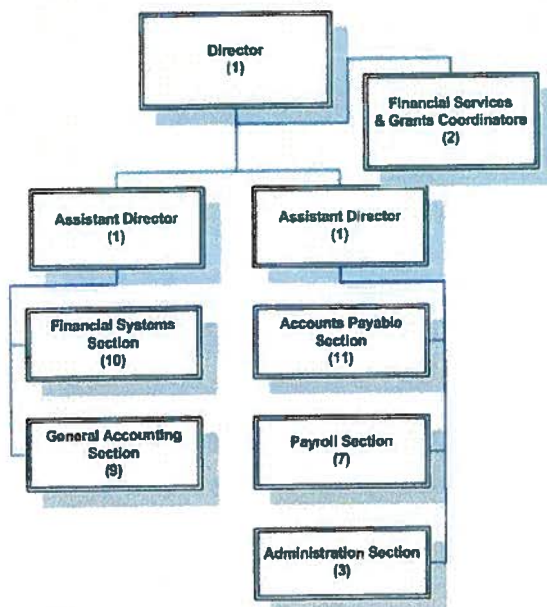 Director
(1)
Financial Services
& Grants Coordinators
(2)
Assistant Director
(1)
Assistant Director
(1)
Financial Systems
Section
(10)
Accounts Payable
Section
(11)
General Accounting
Section
(9)
Payroll Section
(7)
Administration Section
(3)